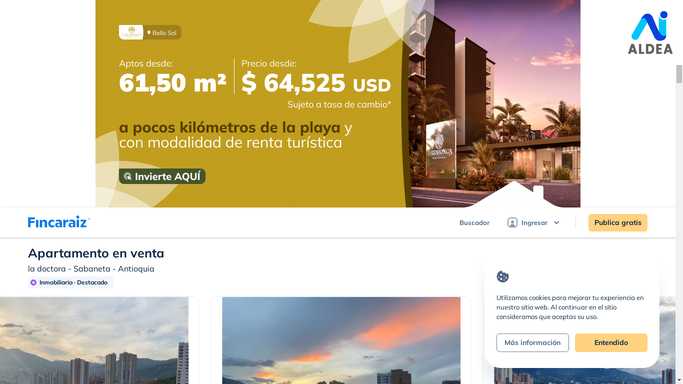 Bello Sol
Aptos desde:
61,50 m²
Precio desde:
$ 64,525 USD
Sujeto a tasa de cambio*
a pocos kilómetros de la playa y
con modalidad de renta turística
Invierte AQUÍ
ALDEA
Fincaraiz
Buscador
Ingresar
Publica gratis
Apartamento en venta
la doctora - Sabaneta - Antioquia
Inmobiliaria · Destacado
Utilizamos cookies para mejorar tu experiencia en
nuestro sitio web. Al continuar en el sitio
consideramos que aceptas su uso.
Más información
Entendido